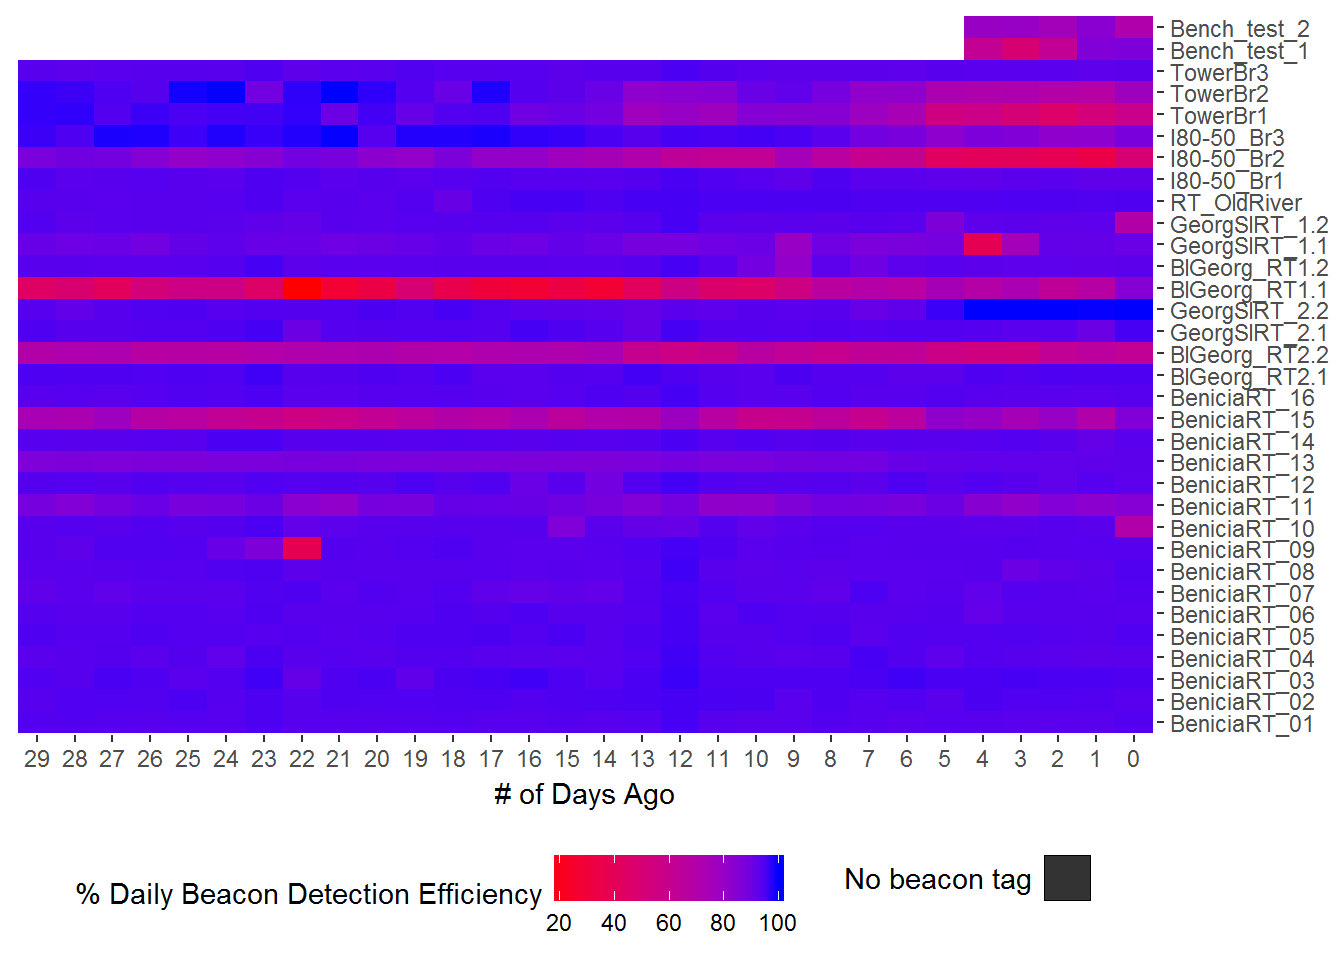 Bench_test_2
Bench_test_1
TowerBr3
TowerBr2
TowerBr1
I80-50_Br3
I80-50_Br2
I80-50_Br1
RT_OldRiver
GeorgSlRT_1.2
GeorgSlRT_1.1
BlGeorg_RT1.2
BlGeorg_RT1.1
GeorgSlRT_2.2
GeorgSlRT_2.1
BlGeorg_RT2.2
BlGeorg_RT2.1
BeniciaRT_16
BeniciaRT_15
BeniciaRT_14
BeniciaRT_13
BeniciaRT_12
BeniciaRT_11
BeniciaRT_10
BeniciaRT_09
BeniciaRT_08
BeniciaRT_07
BeniciaRT_06
BeniciaRT_05
BeniciaRT_04
BeniciaRT_03
BeniciaRT_02
BeniciaRT_01
29 28 27 26 25 24 23 22 21 20 19 18 17 16 15 14 13 12 11 10 9 8 7 6 5 4 3 2 1 0
# of Days Ago
% Daily Beacon Detection Efficiency
20 40 60 80 100
No beacon tag